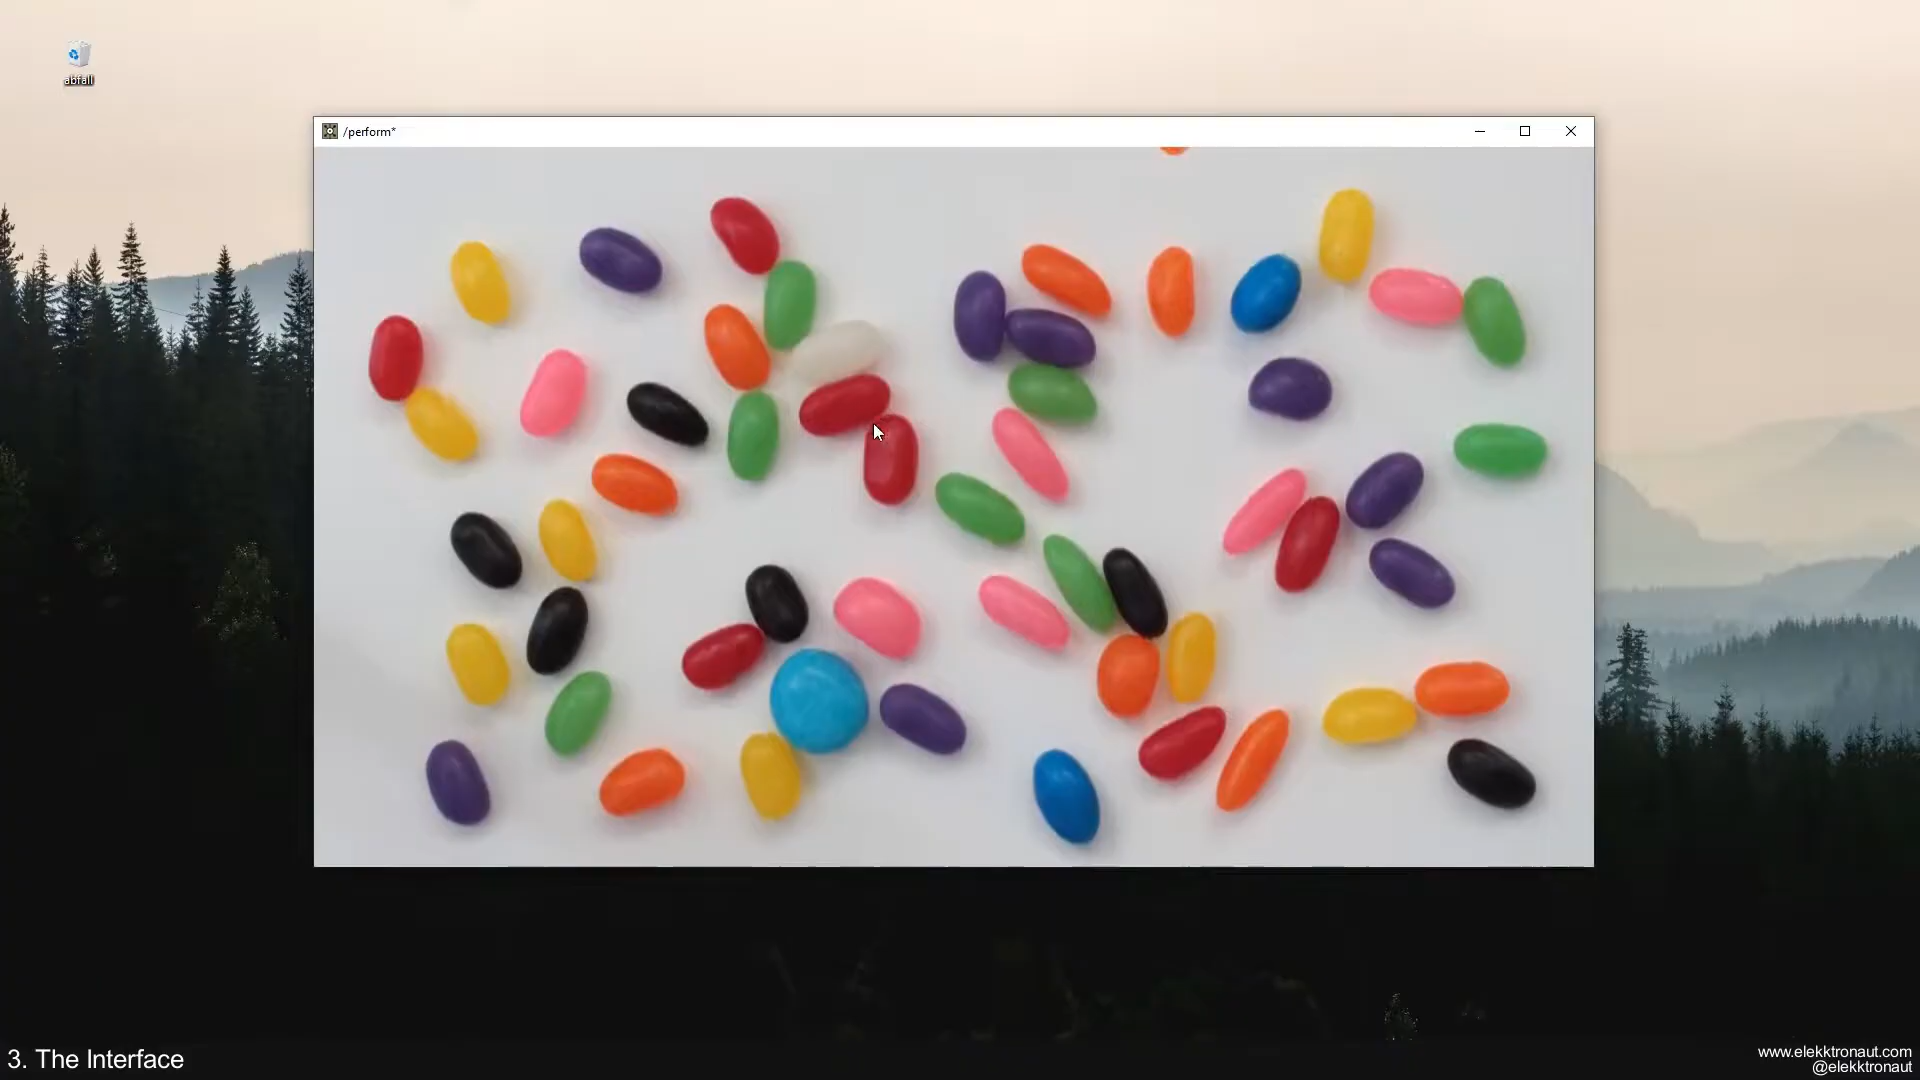 abfall
/perform*
3. The Interface
www.elekktronaut.com
@elekktronaut